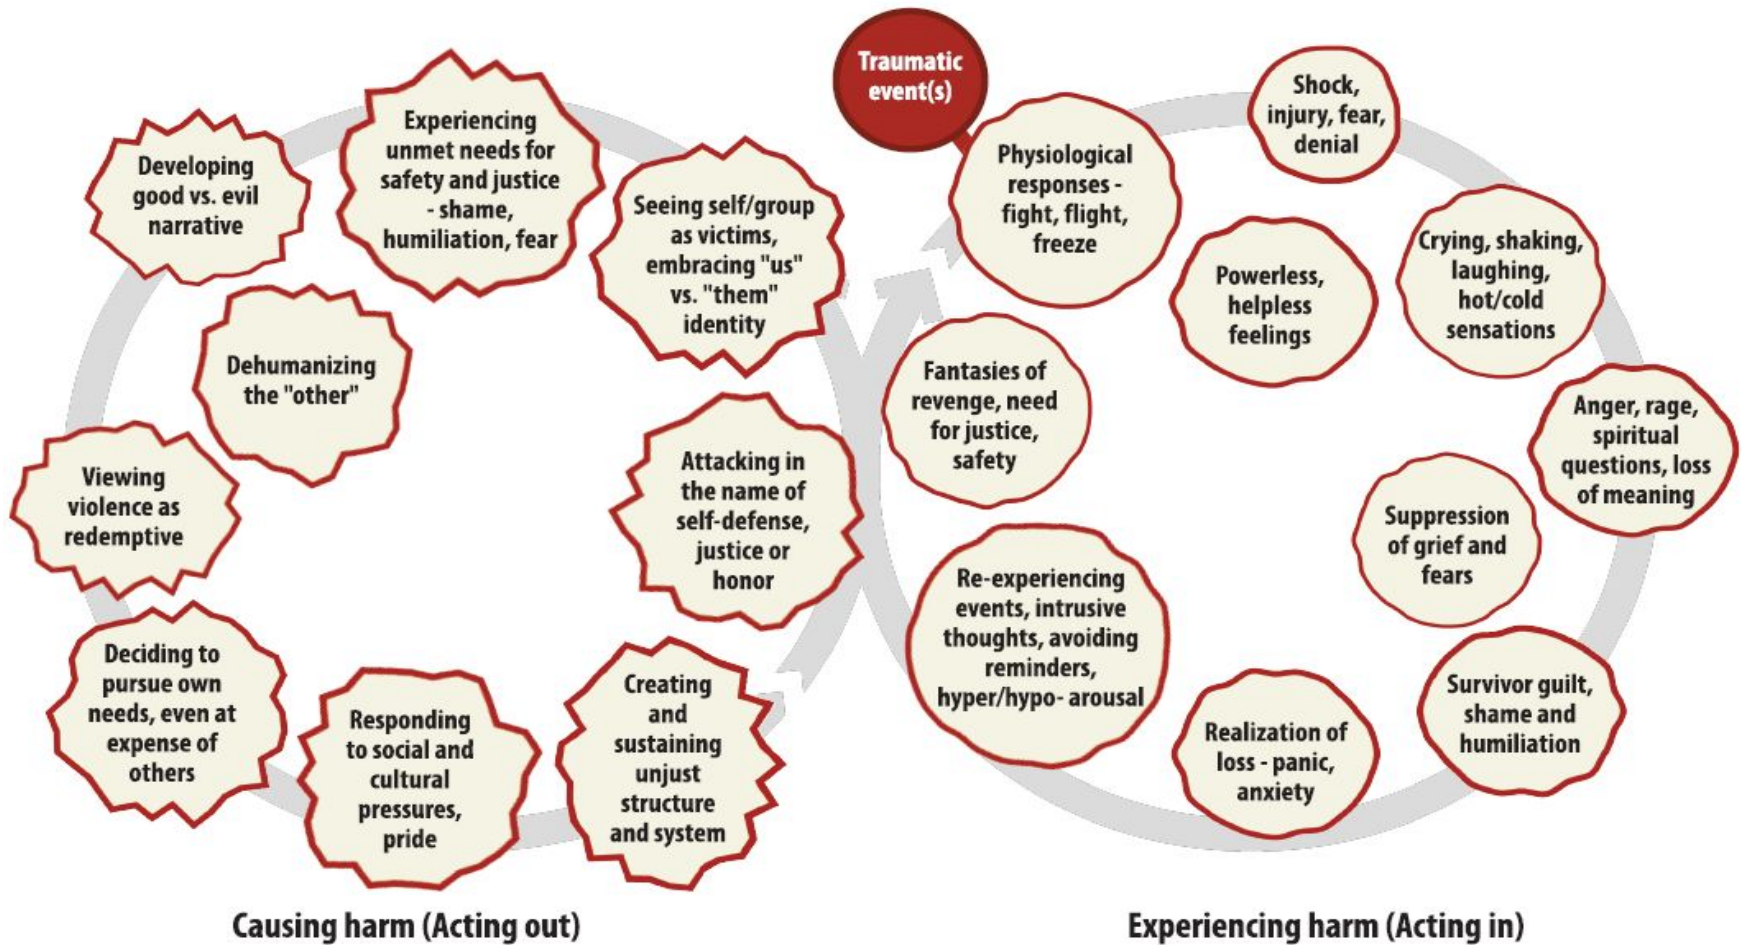 Traumatic
event(s)
Physiological
responses -
fight, flight,
freeze
Shock,
injury, fear,
denial
Crying, shaking,
laughing,
hot/cold
sensations
Powerless,
helpless
feelings
Anger, rage,
spiritual
questions, loss
of meaning
Suppression
of grief and
fears
Survivor guilt,
shame and
humiliation
Realization of
loss - panic,
anxiety
Re-experiencing
events, intrusive
thoughts, avoiding
reminders,
hyper/hypo- arousal
Fantasies of
revenge, need
for justice,
safety
Seeing self/group
as victims,
embracing "us"
vs. "them"
identity
Experiencing
unmet needs for
safety and justice
- shame,
humiliation, fear
Developing
good vs. evil
narrative
Dehumanizing
the "other"
Viewing
violence as
redemptive
Deciding to
pursue own
needs, even at
expense of
others
Responding
to social and
cultural
pressures,
pride
Creating
and
sustaining
unjust
structure
and system
Attacking in
the name of
self-defense,
justice or
honor
Causing harm (Acting out)
Experiencing harm (Acting in)